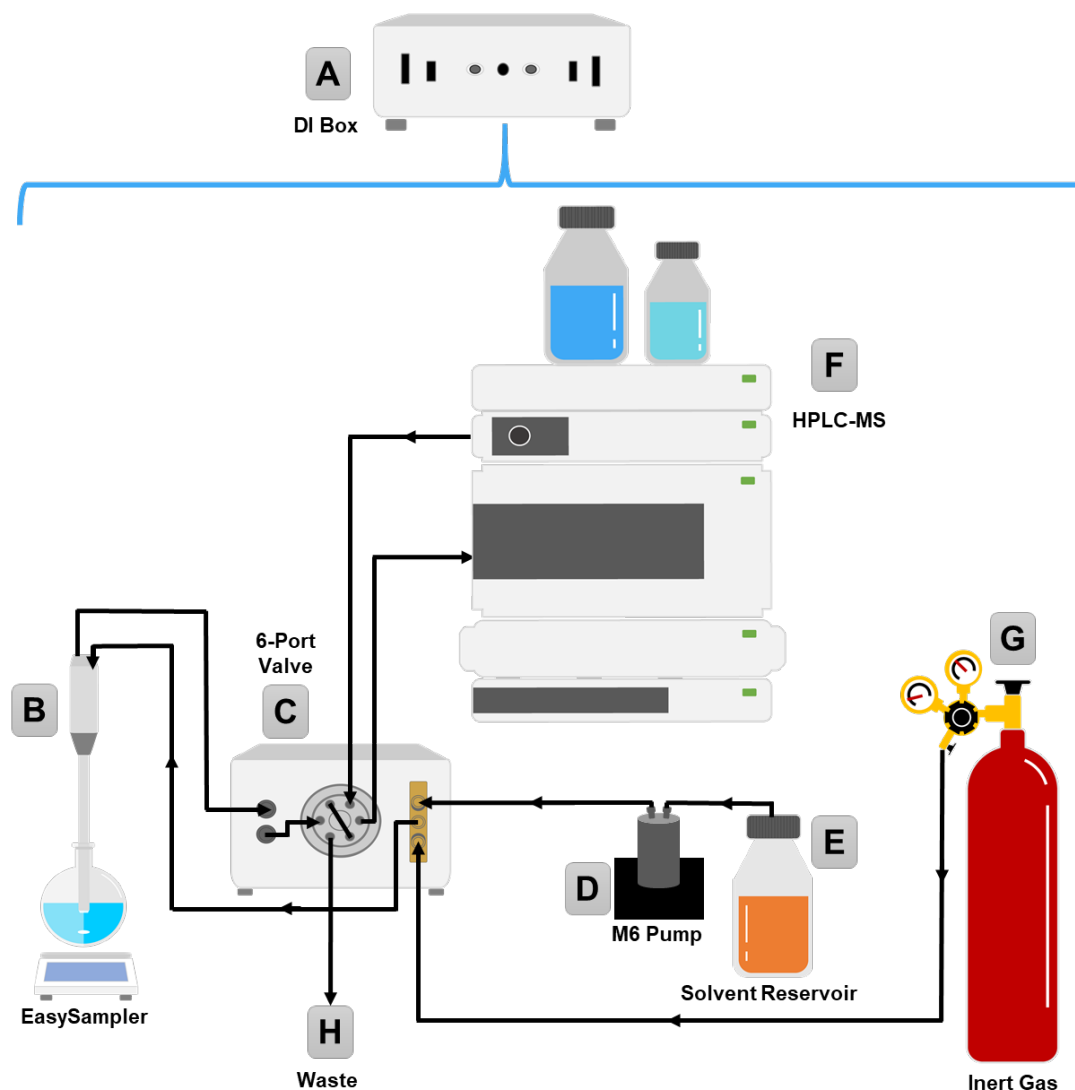 A
DI Box
F
HPLC-MS
6-Port
Valve
G
B
C
E
D
M6 Pump
Solvent Reservoir
EasySampler
H
Waste
Inert Gas